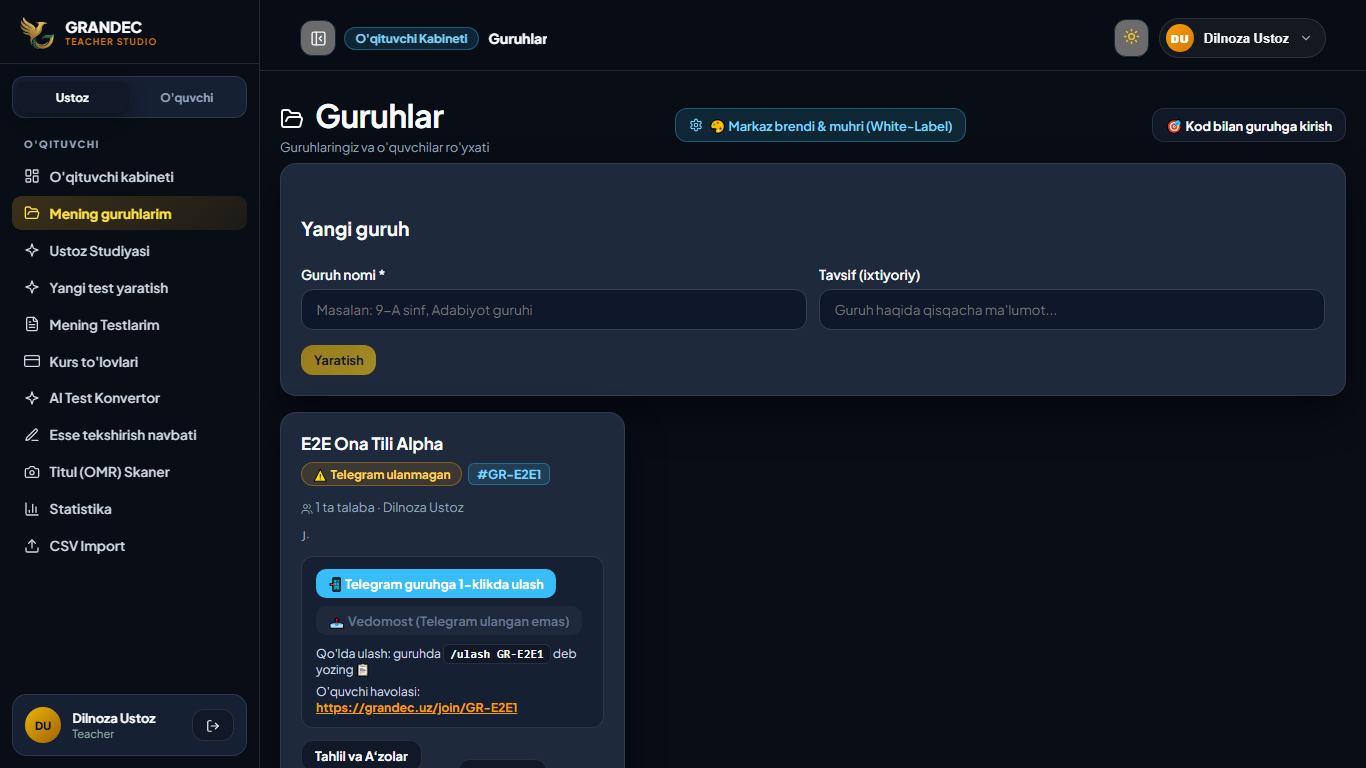 GRANDEC
TEACHER STUDIO
Ustoz
O'quvchi
O'QITUVCHI
O'qituvchi kabineti
Mening guruhlarim
Ustoz Studiyasi
Yangi test yaratish
Mening Testlarim
Kurs to'lovlari
AI Test Konvertor
Esse tekshirish navbati
Titul (OMR) Skaner
Statistika
CSV Import
DU
Dilnoza Ustoz
Teacher
O'qituvchi Kabineti
Guruhlar
DU
Dilnoza Ustoz
Guruhlar
Guruhlaringiz va o'quvchilar ro'yxati
⚙ 🎨 Markaz brendi & muhri (White-Label)
🎯 Kod bilan guruhga kirish
Yangi guruh
Guruh nomi *
Tavsif (ixtiyoriy)
Masalan: 9-A sinf, Adabiyot guruhi
Guruh haqida qisqacha ma'lumot...
Yaratish
E2E Ona Tili Alpha
⚠️ Telegram ulanmagan
#GR-E2E1
1 ta talaba · Dilnoza Ustoz
J.
📲 Telegram guruhga 1-klikda ulash
📤 Vedomost (Telegram ulangan emas)
Qo'lda ulash: guruhda /ulash GR-E2E1 deb
yozing 📋
O'quvchi havolasi:
https://grandec.uz/join/GR-E2E1
Tahlil va Aʻzolar